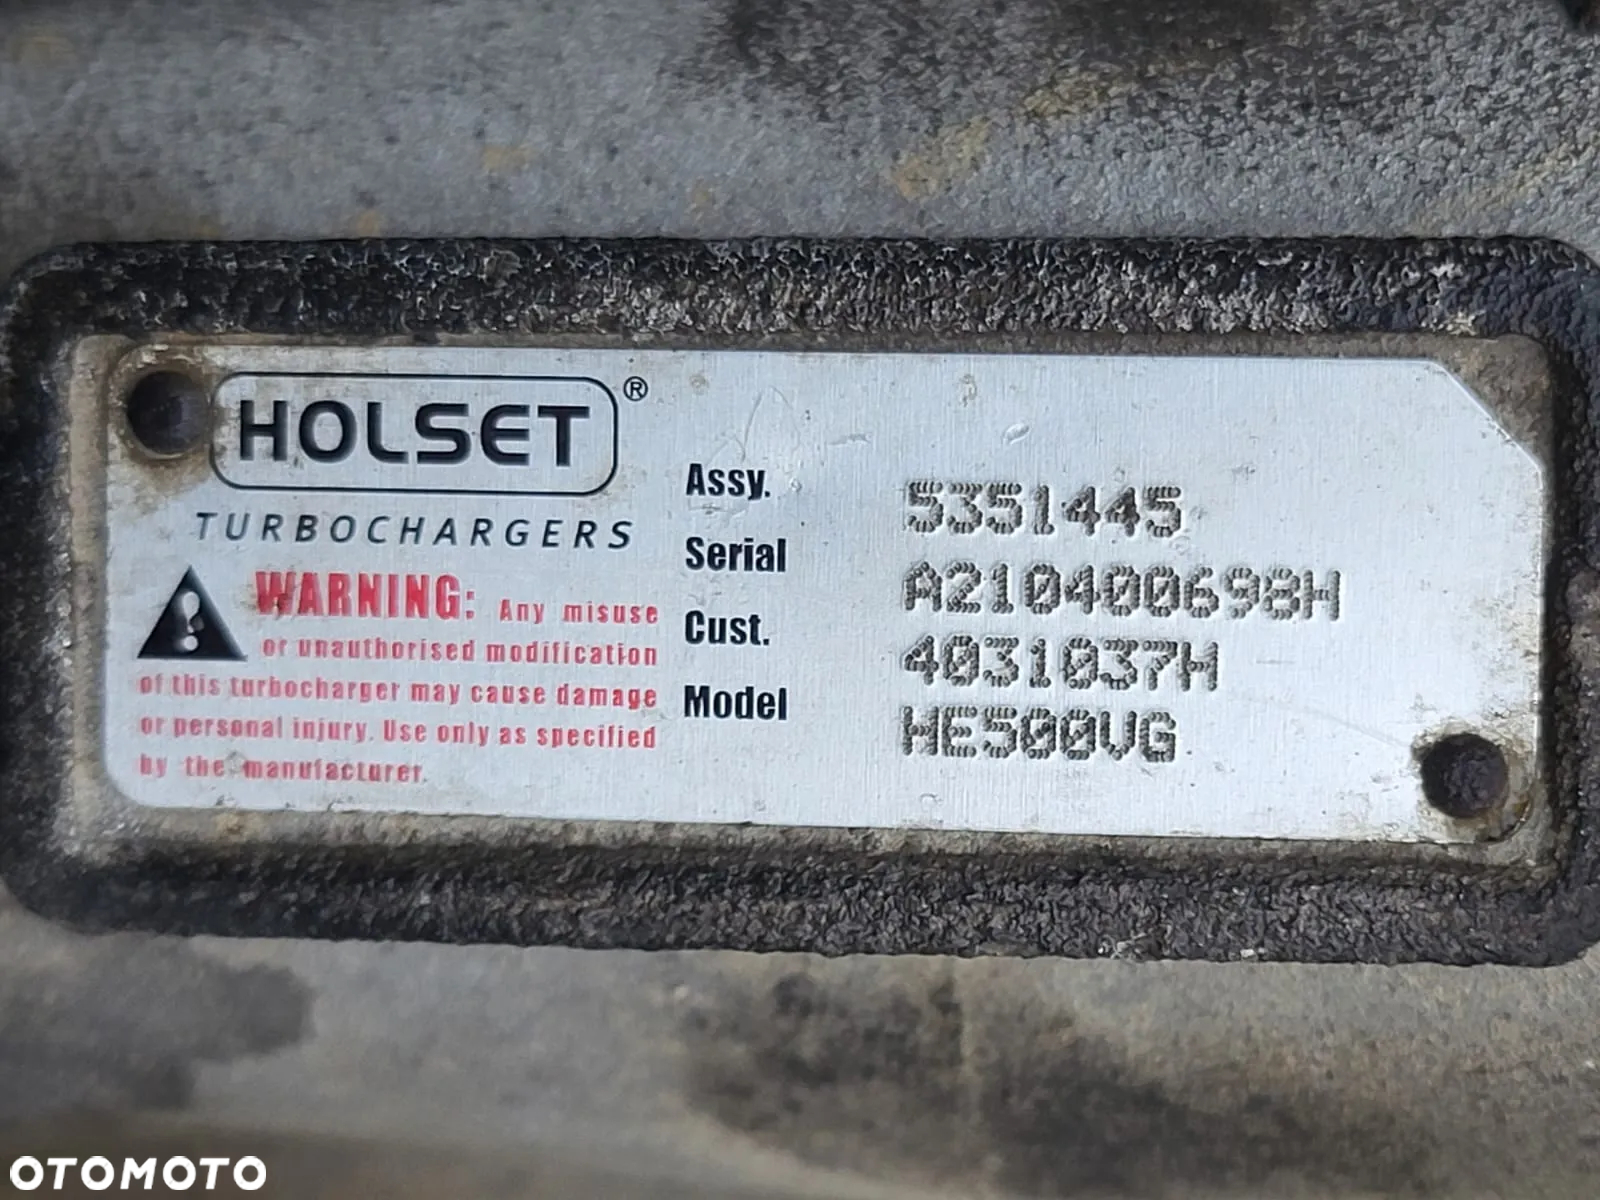 HOLSET®
TURBOCHARGERS
WARNING: Any misuse
or unauthorised modification
of this turbocharger may cause damage
or personal injury. Use only as specified
by the manufacturer.
Assy. 5351445
Serial A210400698H
Cust. 4031037H
Model HE500VG
OTOMOTO